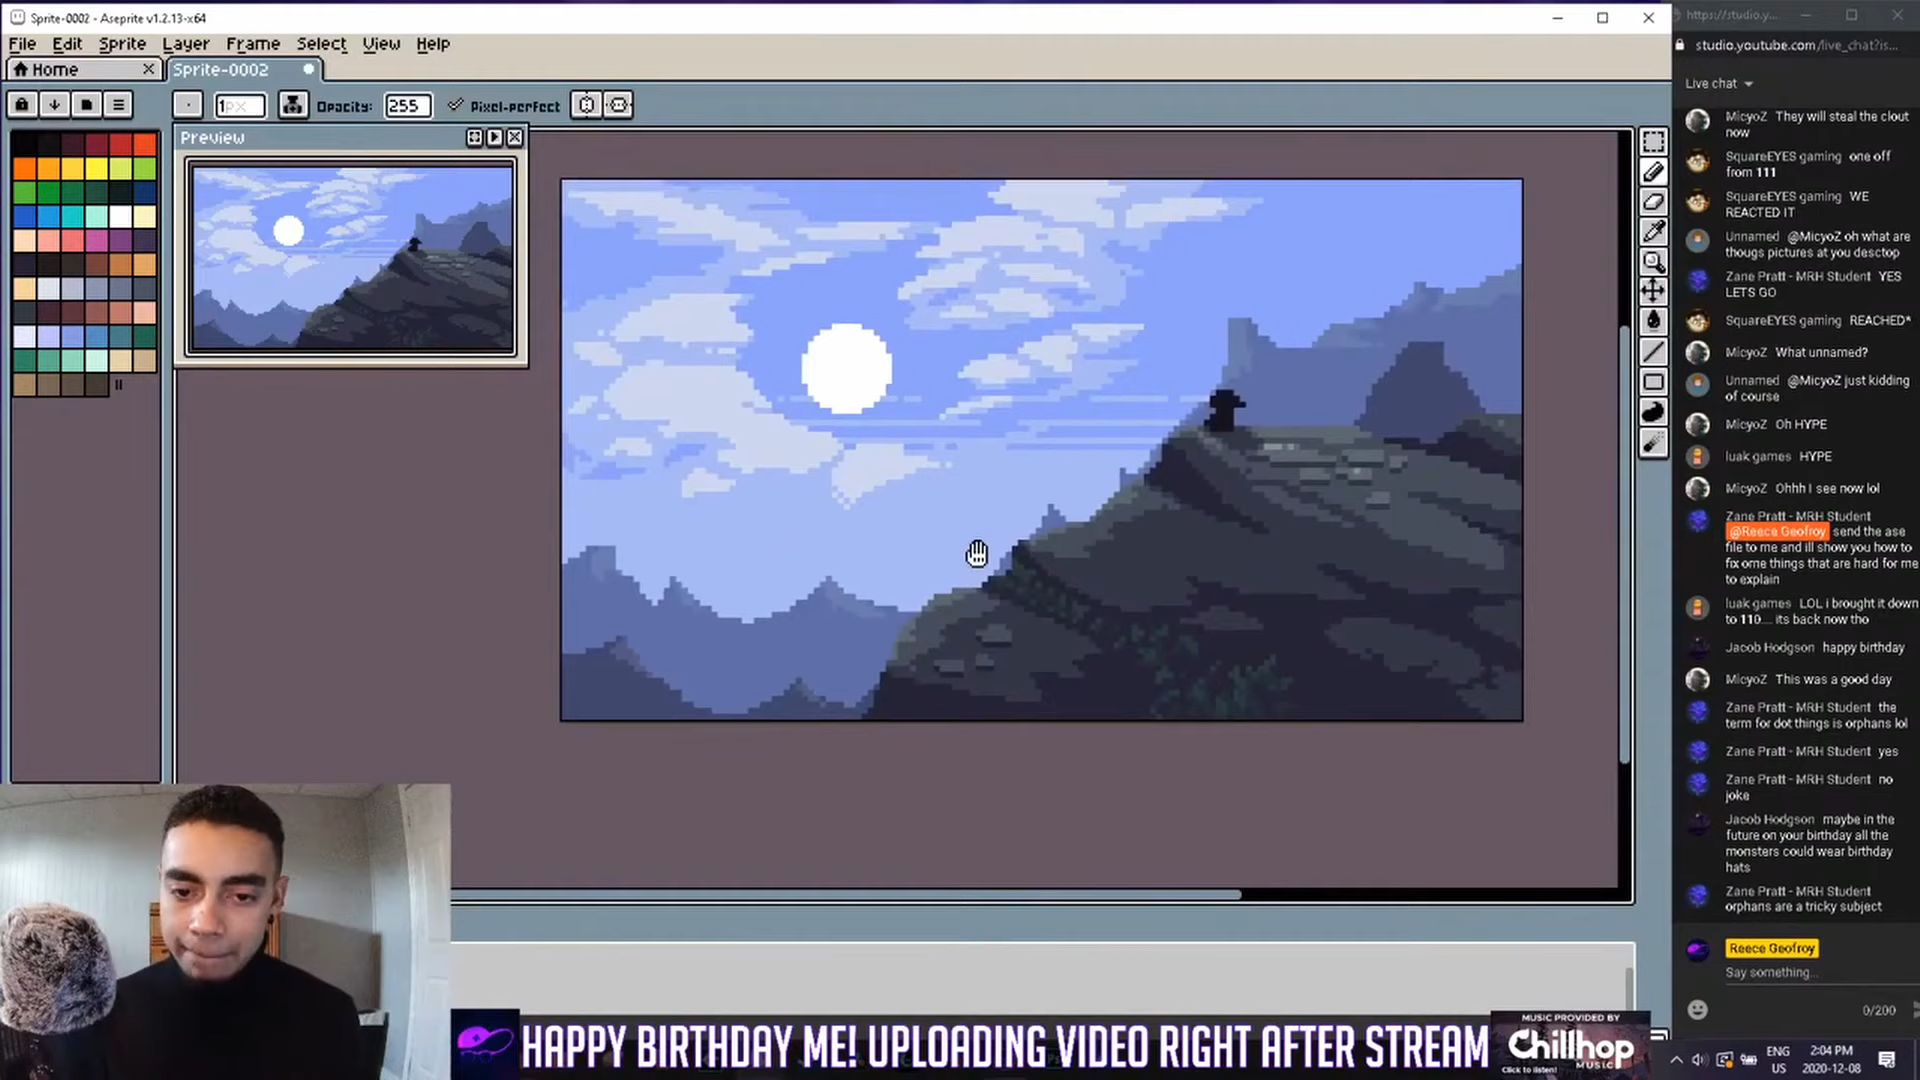 Sprite-0002 - Aseprite v1.2.13-x64
https://studio.y...
File Edit Sprite Layer Frame Select View Help
studio.youtube.com/live_chat?is...
Home
Sprite-0002
Live chat
1px
Opacity: 255
Pixel-perfect
Preview
MicyoZ They will steal the clout
now
SquareEYES gaming one off
from 111
SquareEYES gaming WE
REACTED IT
Unnamed @MicyoZ oh what are
thougs pictures at you desctop
Zane Pratt - MRH Student YES
LETS GO
SquareEYES gaming REACHED*
MicyoZ What unnamed?
Unnamed @MicyoZ just kidding
of course
MicyoZ Oh HYPE
luak games HYPE
MicyoZ Ohhh I see now lol
Zane Pratt - MRH Student
@Reece Geofroy send the ase
file to me and ill show you how to
fix ome things that are hard for me
to explain
luak games LOL i brought it down
to 110.... its back now tho
Jacob Hodgson happy birthday
MicyoZ This was a good day
Zane Pratt - MRH Student the
term for dot things is orphans lol
Zane Pratt - MRH Student yes
Zane Pratt - MRH Student no
joke
Jacob Hodgson maybe in the
future on your birthday all the
monsters could wear birthday
hats
Zane Pratt - MRH Student
orphans are a tricky subject
Reece Geofroy
Say something...
0/200
HAPPY BIRTHDAY ME! UPLOADING VIDEO RIGHT AFTER STREAM
MUSIC PROVIDED BY
Chillhop
MUSIC
Click to listen!
ENG
US
2:04 PM
2020-12-08